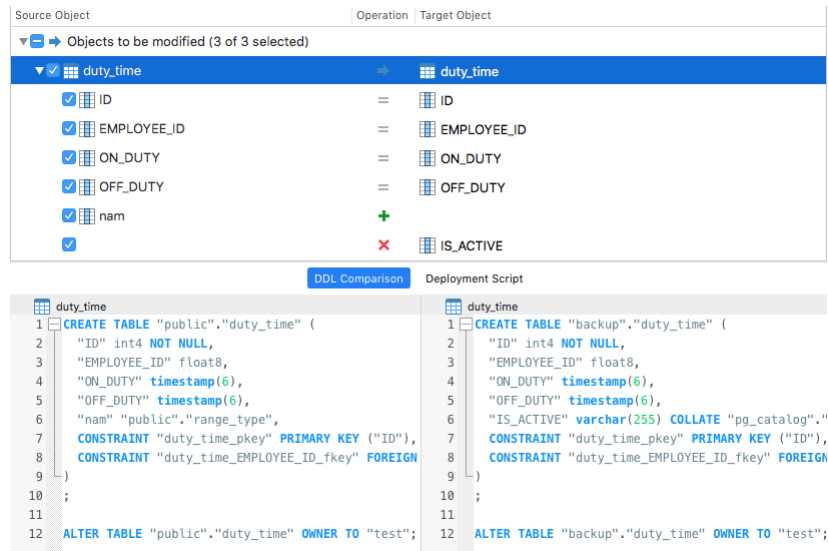 Source Object Operation Target Object
Objects to be modified (3 of 3 selected)
duty_time duty_time
ID = ID
EMPLOYEE_ID = EMPLOYEE_ID
ON_DUTY = ON_DUTY
OFF_DUTY = OFF_DUTY
nam +
IS_ACTIVE
DDL Comparison Deployment Script
duty_time
1 CREATE TABLE "public"."duty_time" (
2 "ID" int4 NOT NULL,
3 "EMPLOYEE_ID" float8,
4 "ON_DUTY" timestamp(6),
5 "OFF_DUTY" timestamp(6),
6 "nam" "public"."range_type",
7 CONSTRAINT "duty_time_pkey" PRIMARY KEY ("ID"),
8 CONSTRAINT "duty_time_EMPLOYEE_ID_fkey" FOREIGN
9 )
10 ;
11
12 ALTER TABLE "public"."duty_time" OWNER TO "test";
duty_time
1 CREATE TABLE "backup"."duty_time" (
2 "ID" int4 NOT NULL,
3 "EMPLOYEE_ID" float8,
4 "ON_DUTY" timestamp(6),
5 "OFF_DUTY" timestamp(6),
6 "IS_ACTIVE" varchar(255) COLLATE "pg_catalog"."
7 CONSTRAINT "duty_time_pkey" PRIMARY KEY ("ID"),
8 CONSTRAINT "duty_time_EMPLOYEE_ID_fkey" FOREIGN
9 )
10 ;
11
12 ALTER TABLE "backup"."duty_time" OWNER TO "test";